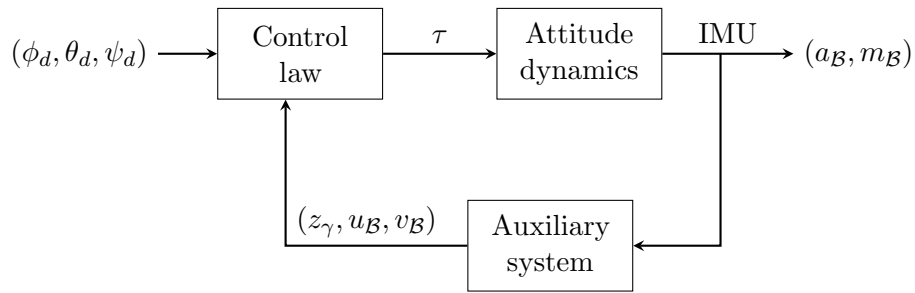 (ϕ_d, θ_d, ψ_d)
Control
law
τ
Attitude
dynamics
IMU
(a_ℬ, m_ℬ)
(z_γ, u_ℬ, v_ℬ)
Auxiliary
system